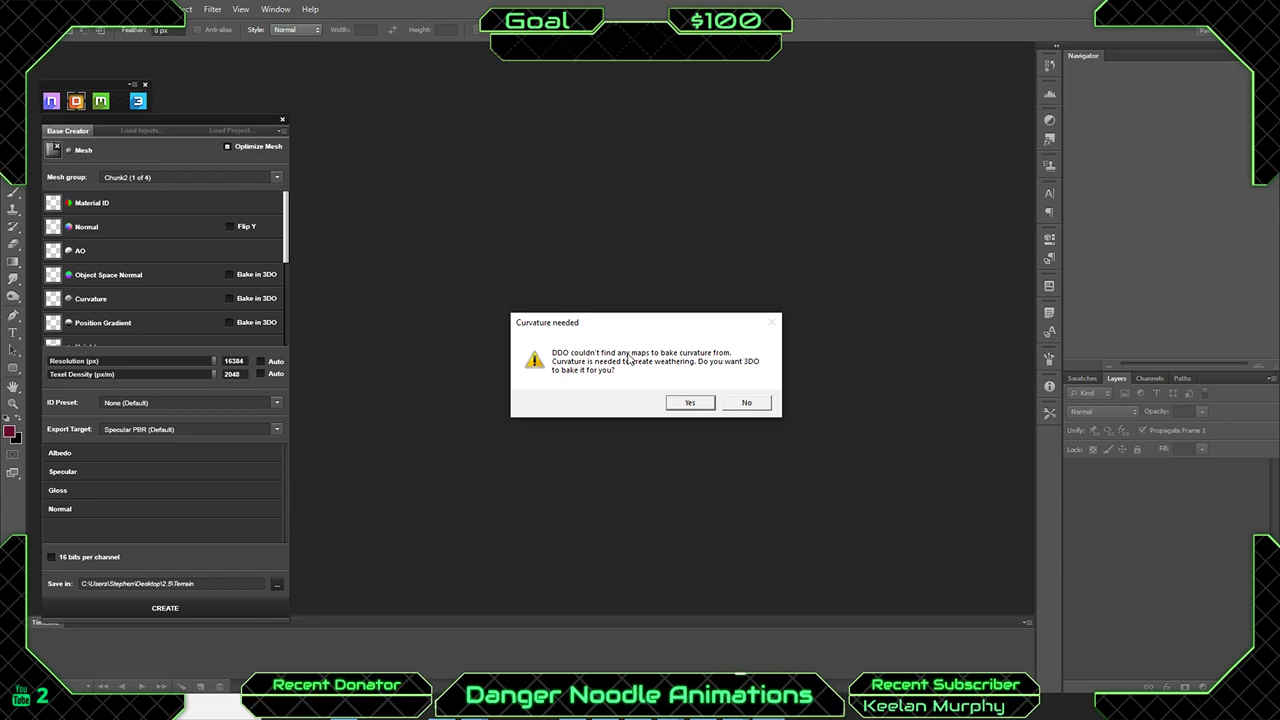 Goal
$100
Filter
View
Window
Help
Feather:
0 px
Anti-alias
Style:
Normal
Width:
Height:
Base Creator
Load Inputs...
Load Project...
Mesh
Optimize Mesh
Mesh group:
Chunk2 (1 of 4)
Material ID
Normal
Flip Y
AO
Object Space Normal
Bake in 3DO
Curvature
Bake in 3DO
Position Gradient
Bake in 3DO
Resolution (px)
16384
Auto
Texel Density (px/m)
2048
Auto
ID Preset:
None (Default)
Export Target:
Specular PBR (Default)
Albedo
Specular
Gloss
Normal
16 bits per channel
Save in:
C:\Users\Stephen\Desktop\2.5\Terrain
...
CREATE
Curvature needed
DDO couldn't find any maps to bake curvature from.
Curvature is needed to create weathering. Do you want 3DO
to bake it for you?
Yes
No
Navigator
Swatches
Actions
Layers
Channels
Paths
Kind
Normal
Opacity:
Unify:
Propagate Frame 1
Lock:
Fill:
You
Tube
2
Recent Donator
Danger Noodle Animations
Recent Subscriber
Keelan Murphy